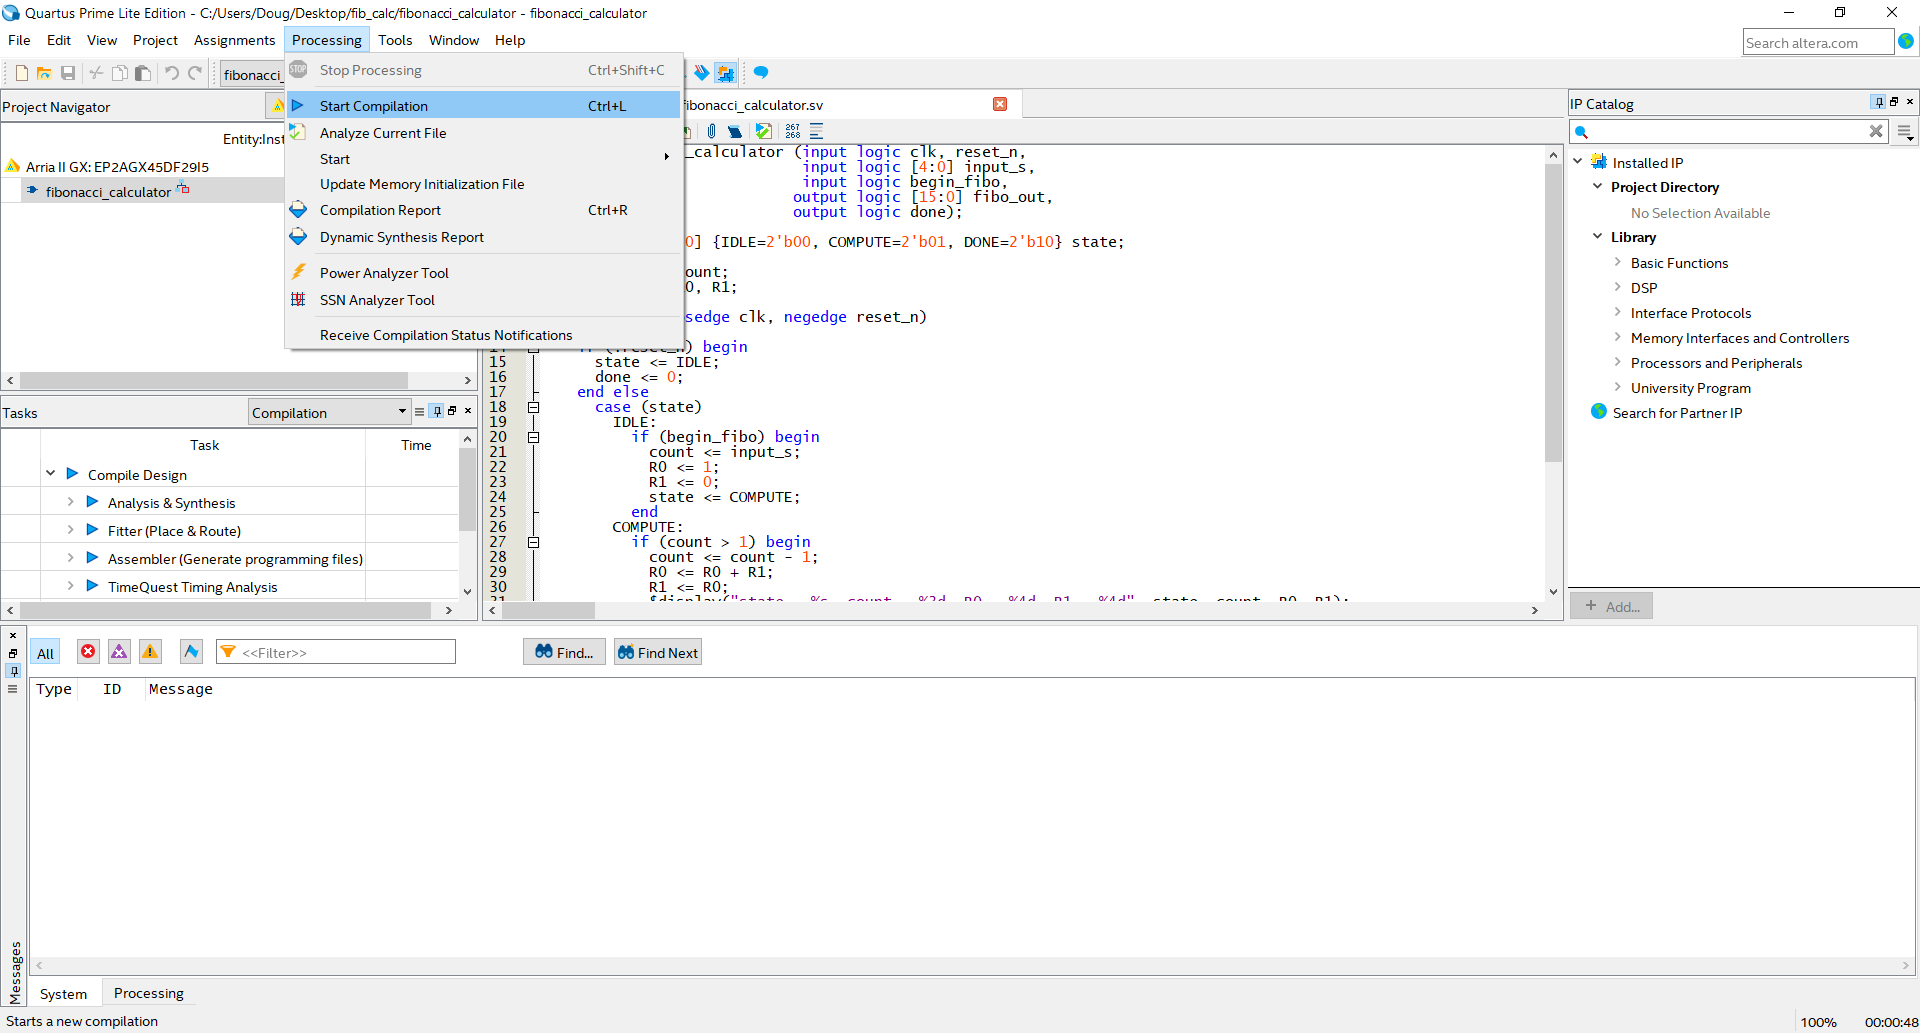 Quartus Prime Lite Edition - C:/Users/Doug/Desktop/fib_calc/fibonacci_calculator - fibonacci_calculator
File Edit View Project Assignments Processing Tools Window Help
Search altera.com
fibonacci_
Stop Processing Ctrl+Shift+C
Start Compilation Ctrl+L
Analyze Current File
Start
Update Memory Initialization File
Compilation Report Ctrl+R
Dynamic Synthesis Report
Power Analyzer Tool
SSN Analyzer Tool
Receive Compilation Status Notifications
Project Navigator
Entity:Inst
Arria II GX: EP2AGX45DF29I5
fibonacci_calculator
Tasks Compilation
Task Time
Compile Design
Analysis & Synthesis
Fitter (Place & Route)
Assembler (Generate programming files)
TimeQuest Timing Analysis
fibonacci_calculator.sv
267
268
_calculator (input logic clk, reset_n,
input logic [4:0] input_s,
input logic begin_fibo,
output logic [15:0] fibo_out,
output logic done);
0] {IDLE=2'b00, COMPUTE=2'b01, DONE=2'b10} state;
ount;
0, R1;
sedge clk, negedge reset_n)
begin
15 state <= IDLE;
16 done <= 0;
17 end else
18 case (state)
19 IDLE:
20 if (begin_fibo) begin
21 count <= input_s;
22 R0 <= 1;
23 R1 <= 0;
24 state <= COMPUTE;
25 end
26 COMPUTE:
27 if (count > 1) begin
28 count <= count - 1;
29 R0 <= R0 + R1;
30 R1 <= R0;
IP Catalog
Installed IP
Project Directory
No Selection Available
Library
Basic Functions
DSP
Interface Protocols
Memory Interfaces and Controllers
Processors and Peripherals
University Program
Search for Partner IP
+ Add...
All <<Filter>> Find... Find Next
Type ID Message
Messages
System Processing
Starts a new compilation
100% 00:00:48